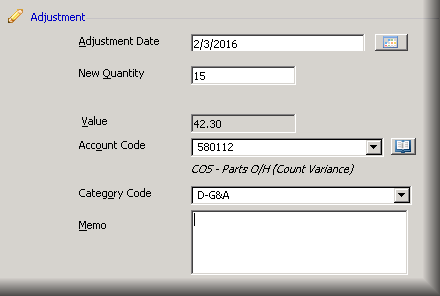 Adjustment
Adjustment Date 2/3/2016
New Quantity 15
Value 42.30
Account Code 580112
COS - Parts O/H (Count Variance)
Category Code D-G&A
Memo